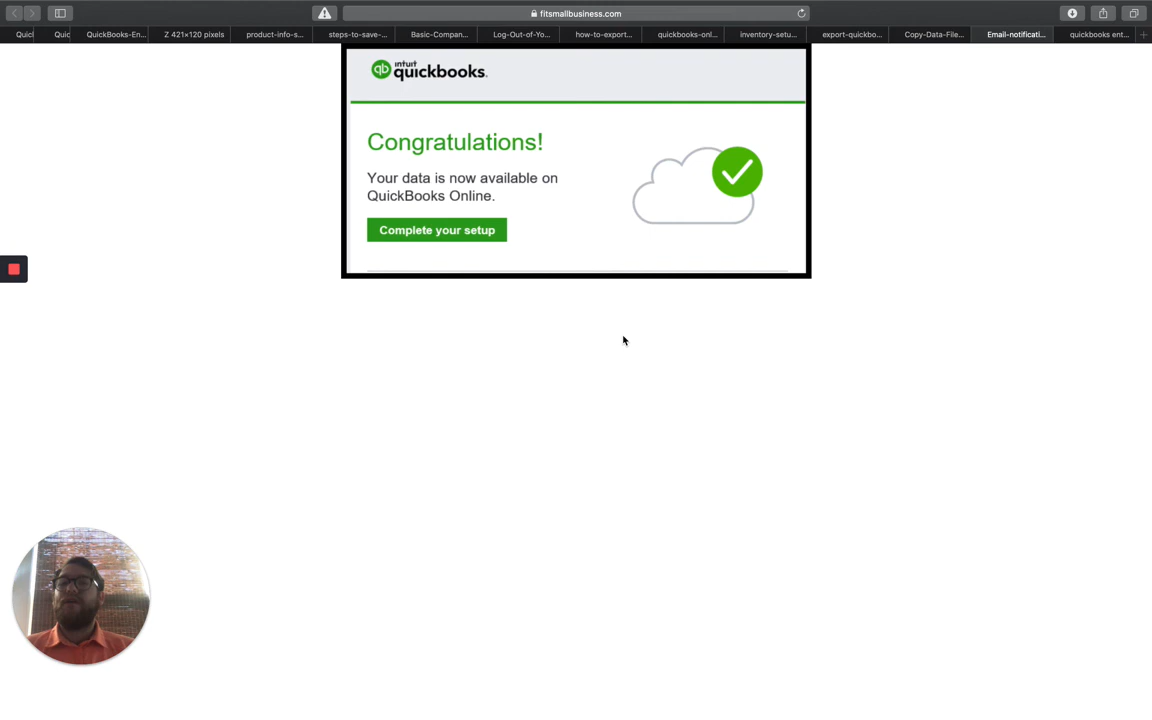 fitsmallbusiness.com
Quicl
Quic
QuickBooks-En...
Z 421×120 pixels
product-info-s...
steps-to-save-...
Basic-Compan...
Log-Out-of-Yo...
how-to-export...
quickbooks-onl...
inventory-setu...
export-quickbo...
Copy-Data-File...
Email-notificati...
quickbooks ent...
qb
intuit
quickbooks.
Congratulations!
Your data is now available on
QuickBooks Online.
Complete your setup